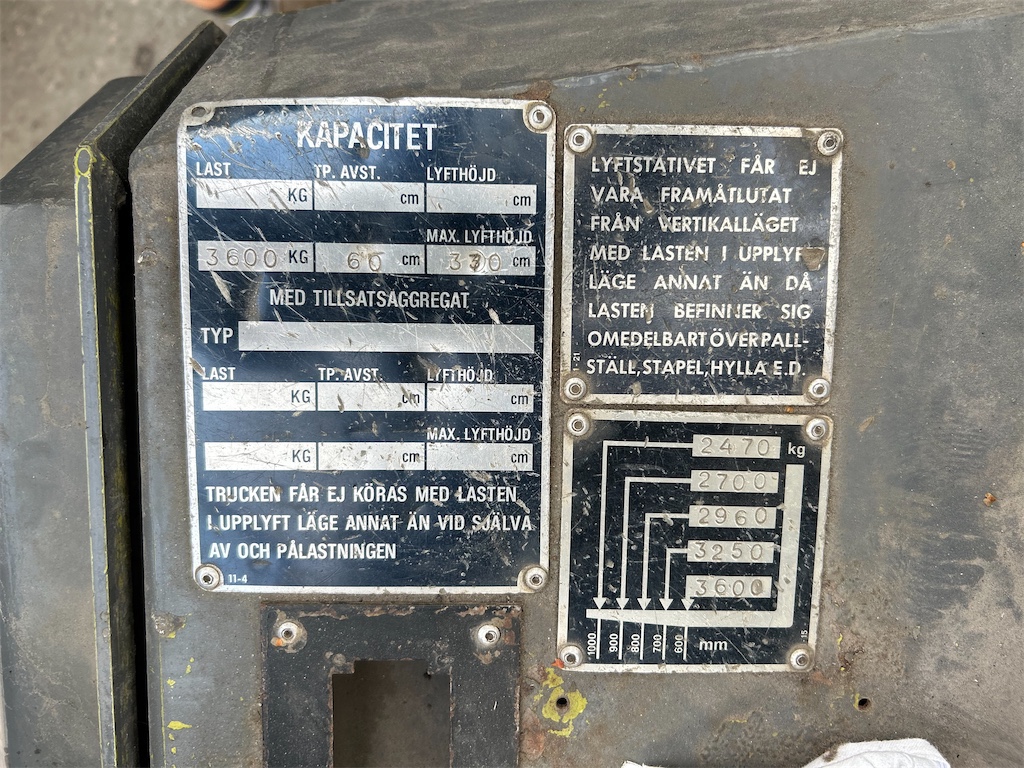 KAPACITET
LAST TP. AVST. LYFTHÖJD
KG cm cm
MAX. LYFTHÖJD
3600 KG 60 cm 330 cm
MED TILLSATSAGGREGAT
TYP
LAST TP. AVST. LYFTHÖJD
KG cm cm
MAX. LYFTHÖJD
KG cm cm
TRUCKEN FÅR EJ KÖRAS MED LASTEN
I UPPLYFT LÄGE ANNAT ÄN VID SJÄLVA
AV OCH PÅLASTNINGEN
11-4
LYFTSTATIVET FÅR EJ
VARA FRAMÅTLUTAT
FRÅN VERTIKALLÄGET
MED LASTEN I UPPLYFT
LÄGE ANNAT ÄN DÅ
LASTEN BEFINNER SIG
OMEDELBART ÖVER PALL-
STÄLL, STAPEL, HYLLA E.D.
21
2470 kg
2700
2960
3250
3600
1000 900 800 700 600 mm
15